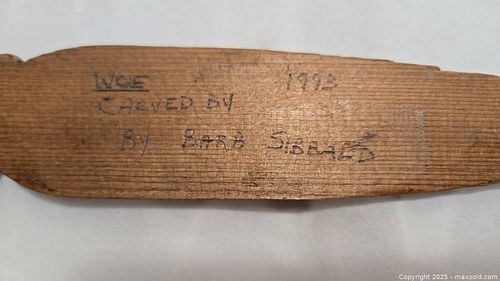 WOE 1993
CARVED BY
BY BARB SIBBALD
Copyright 2025 - maxsold.com